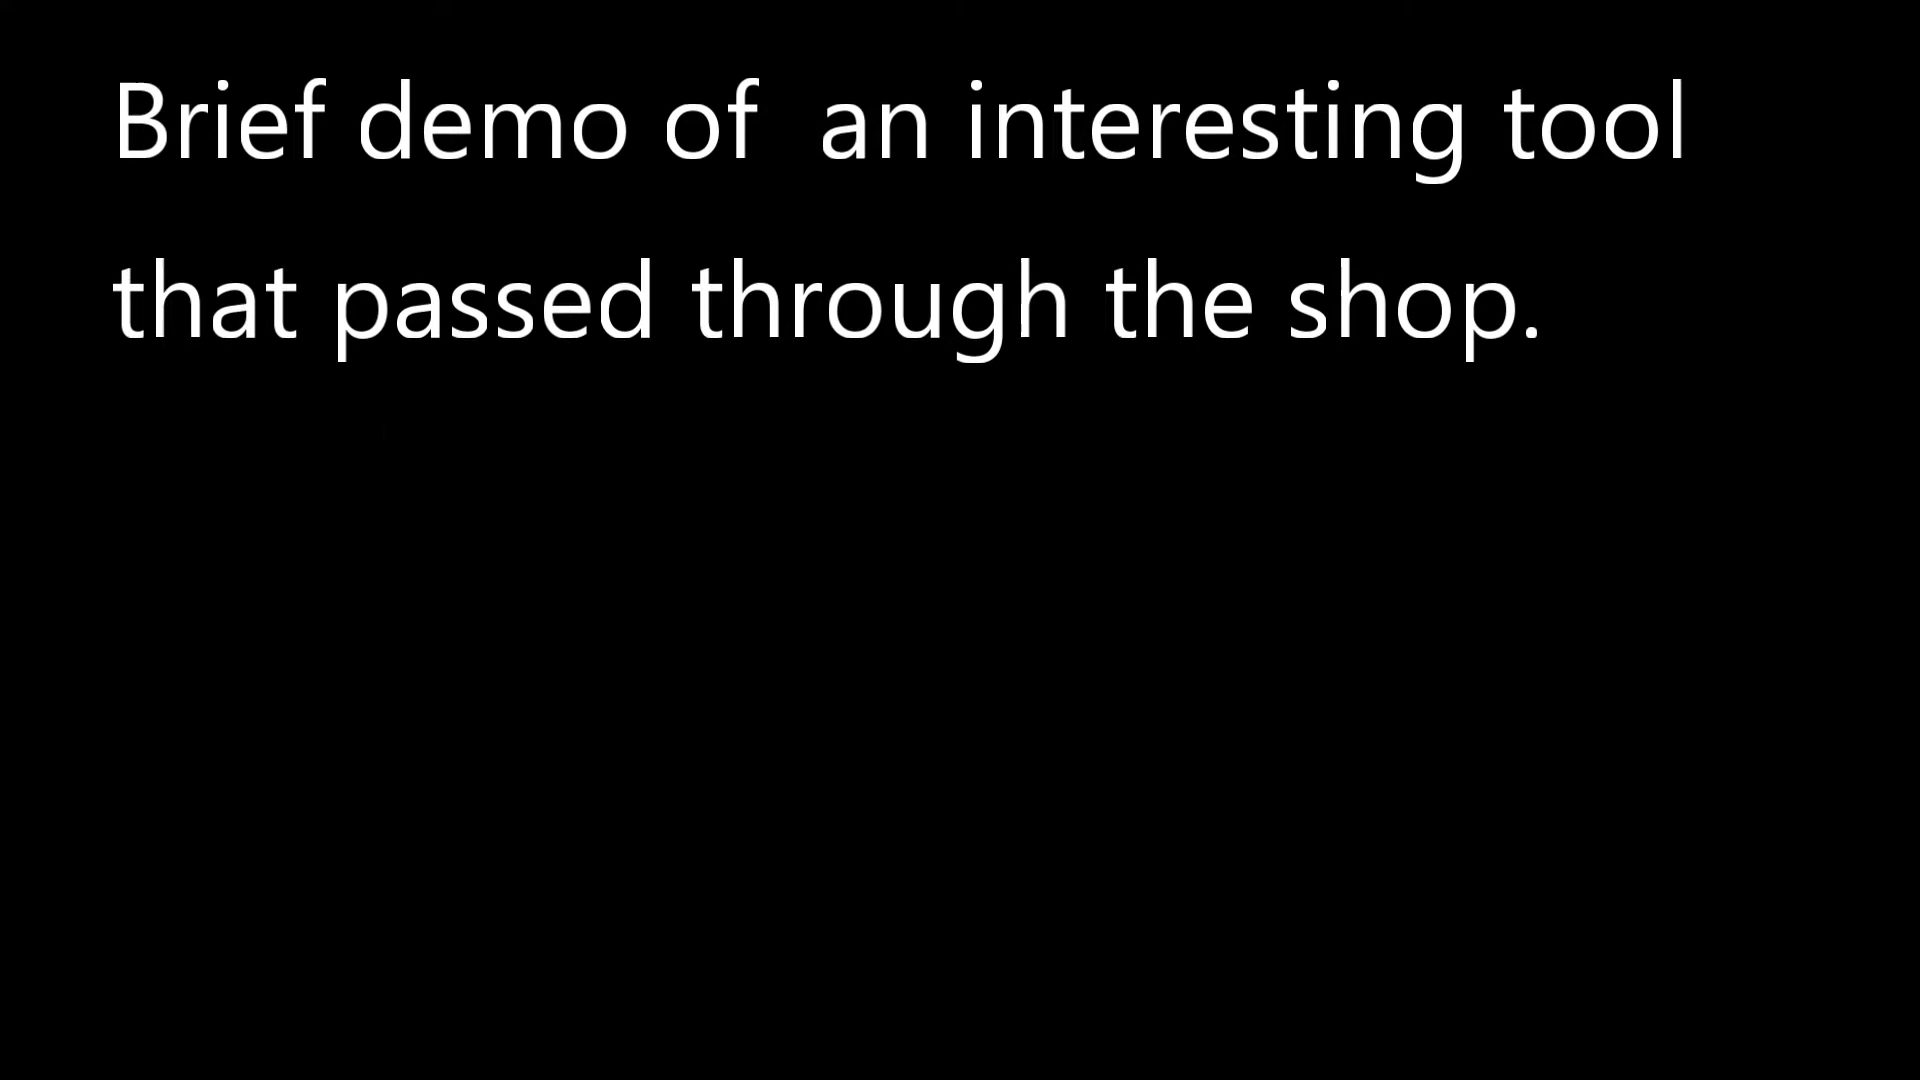 Brief demo of  an interesting tool
that passed through the shop.